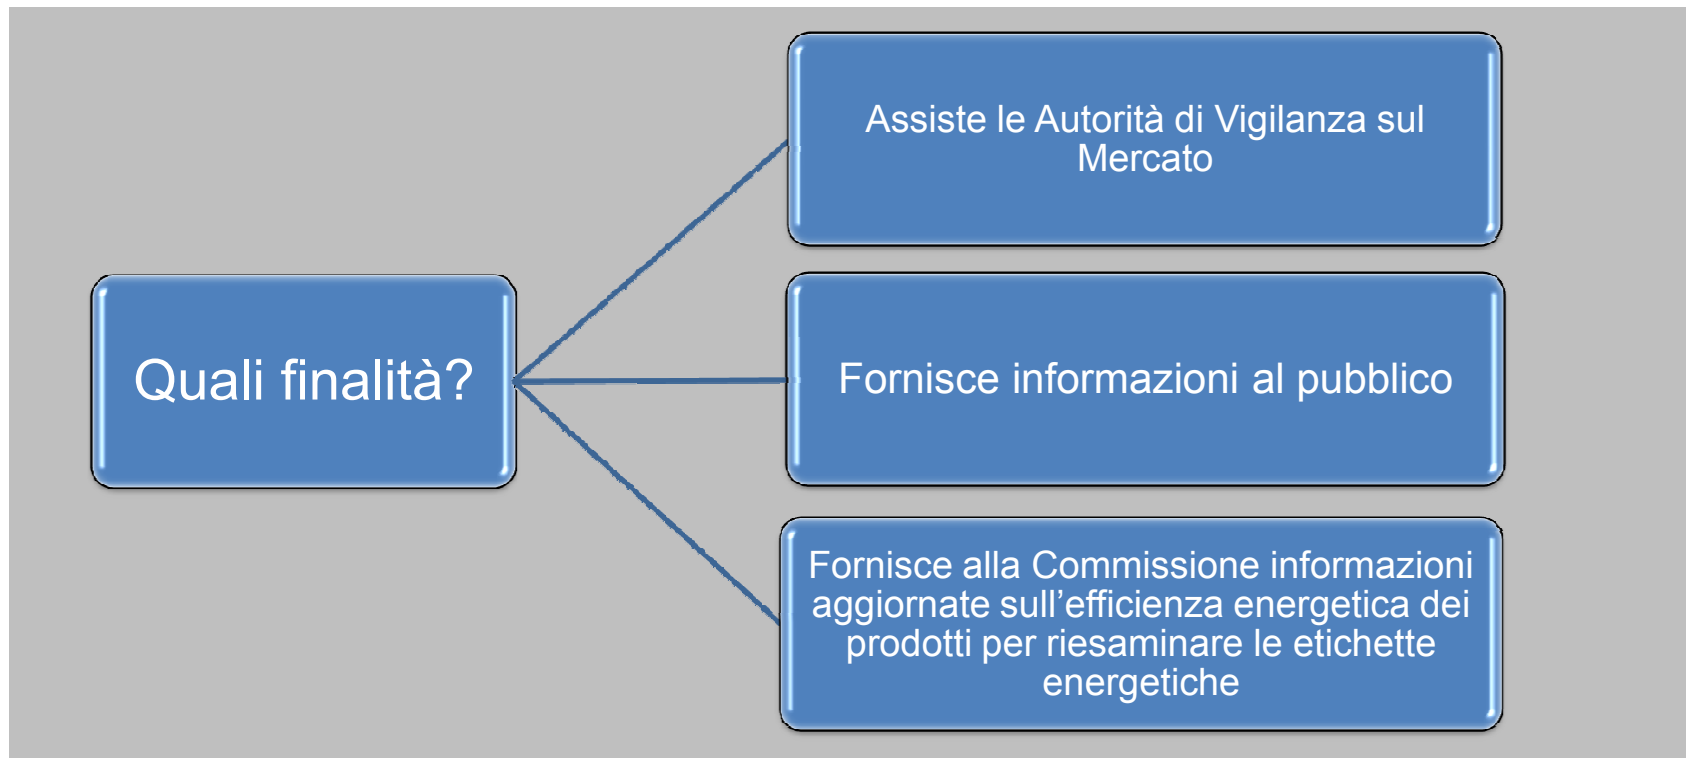 Assiste le Autorità di Vigilanza sul
Mercato
Quali finalità?
Fornisce informazioni al pubblico
Fornisce alla Commissione informazioni
aggiornate sull’efficienza energetica dei
prodotti per riesaminare le etichette
energetiche